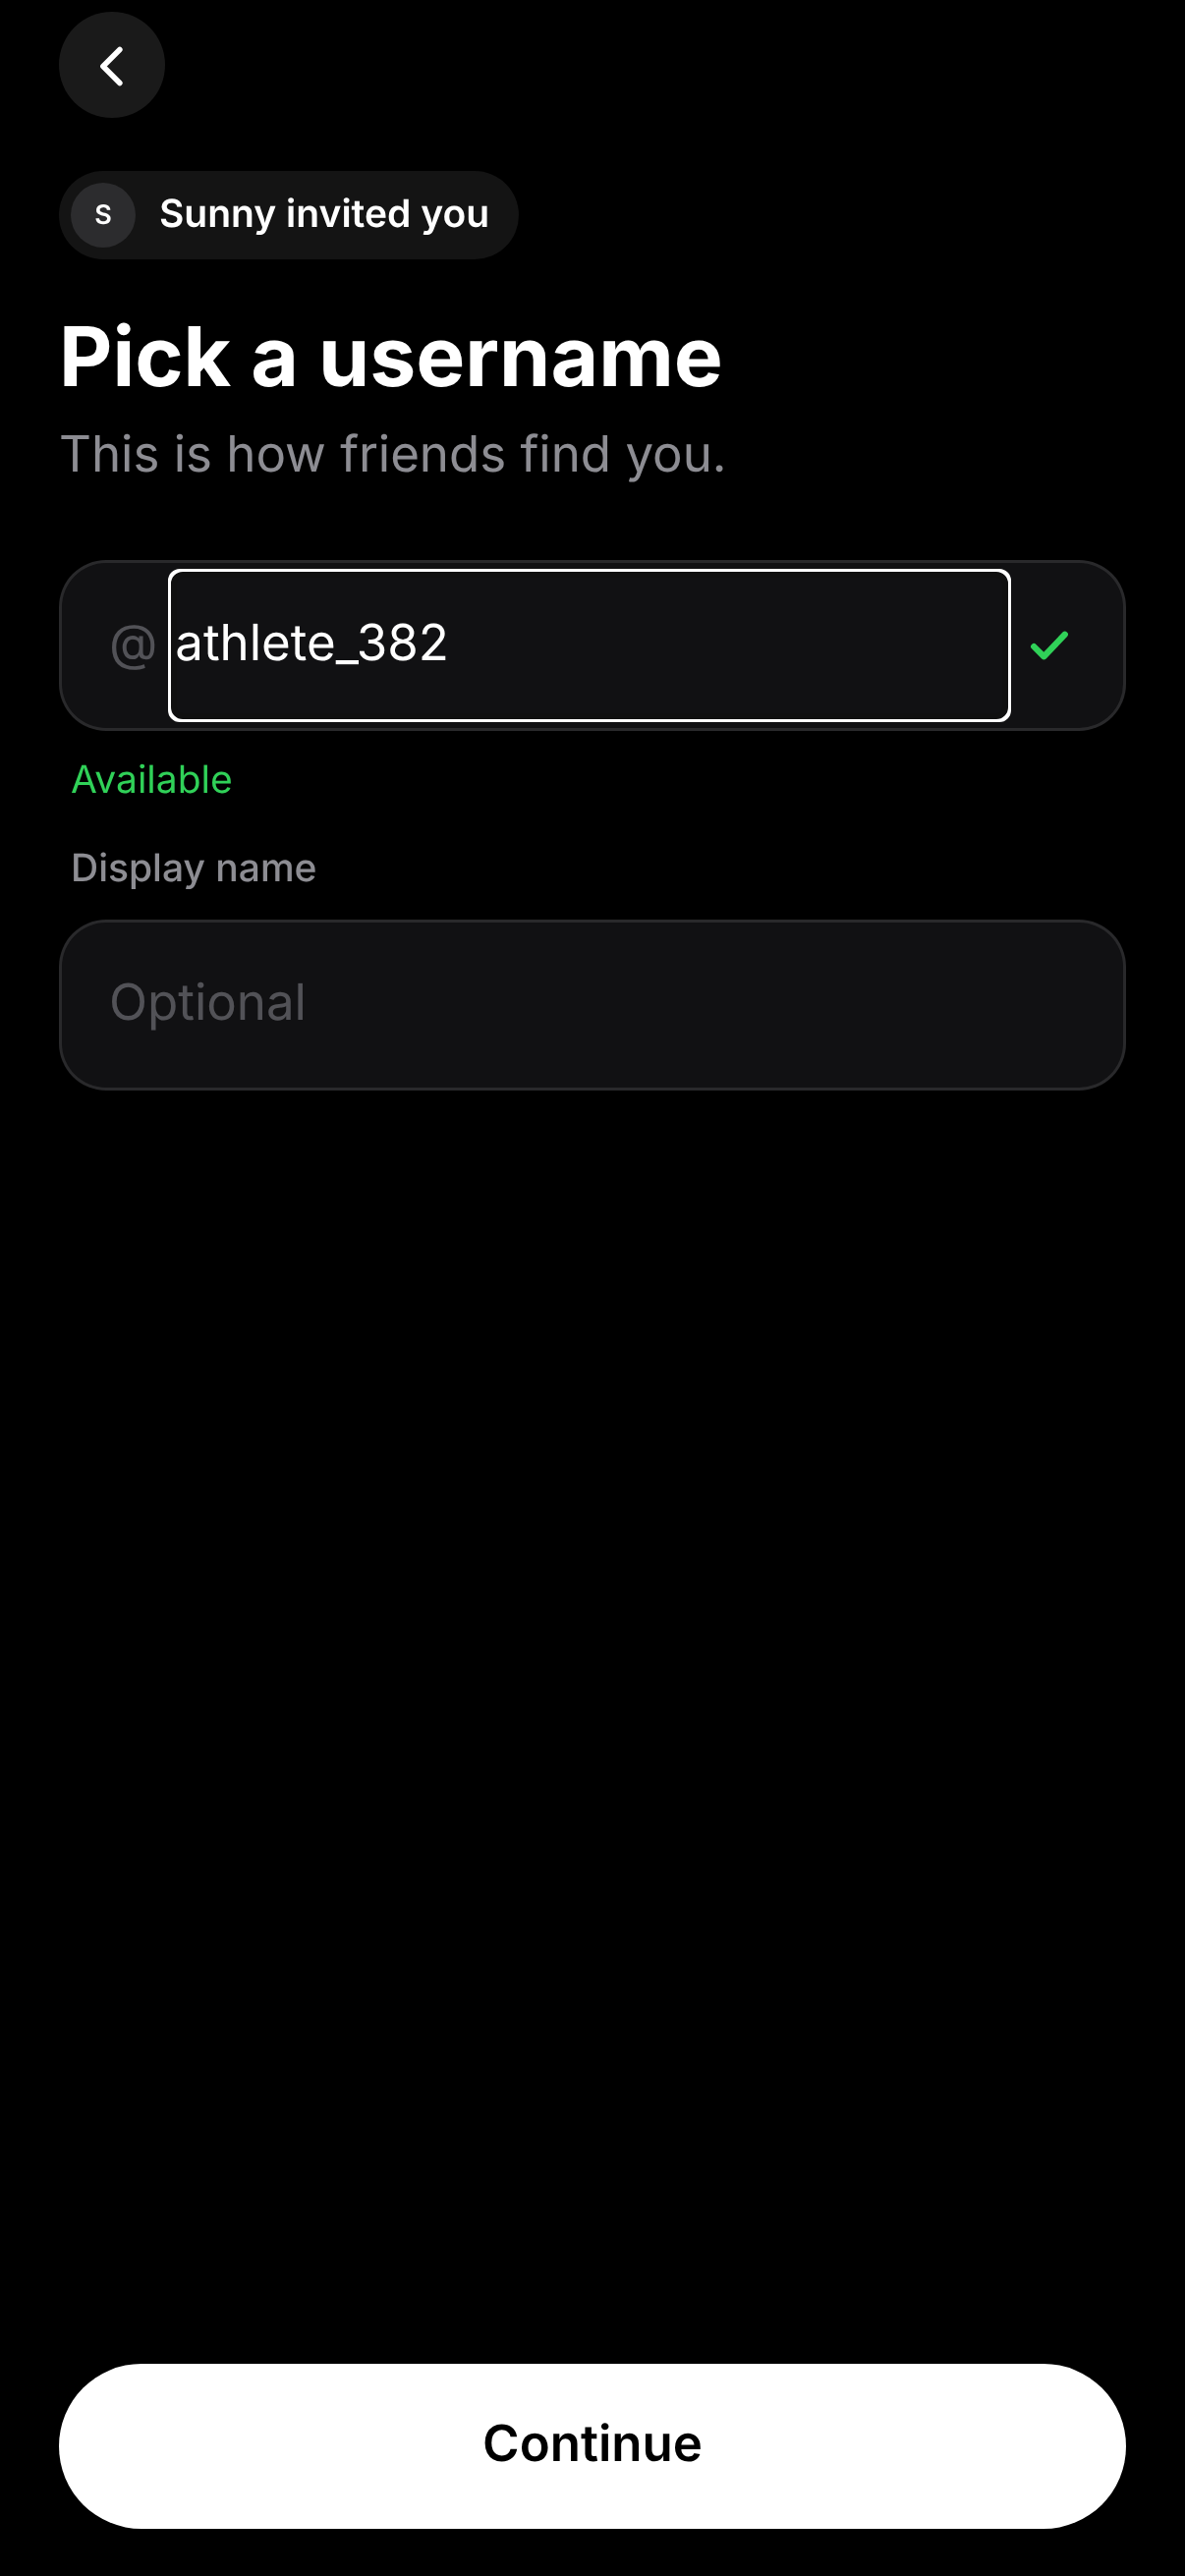 S Sunny invited you
Pick a username
This is how friends find you.
@ athlete_382
Available
Display name
Optional
Continue